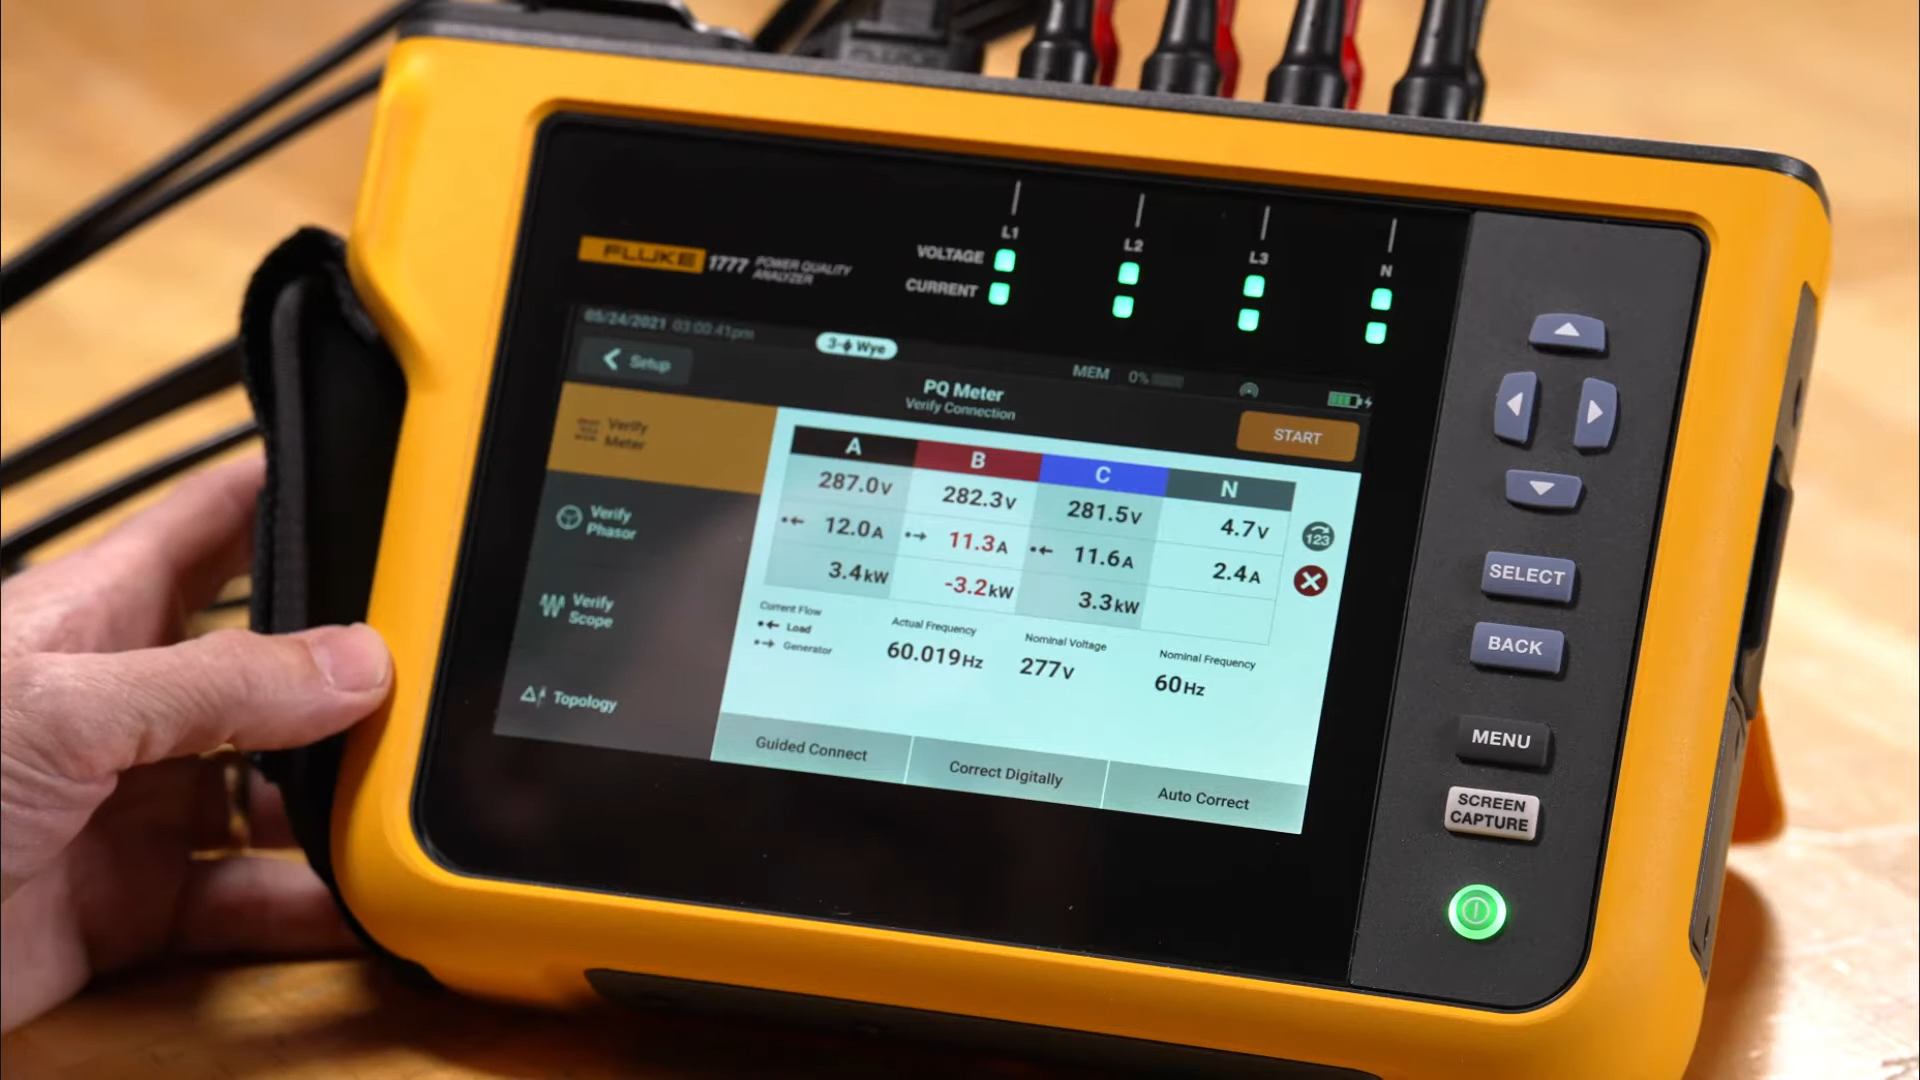 L1
L2
L3
N
VOLTAGE
CURRENT
FLUKE 1777 POWER QUALITY
ANALYZER
05/24/2021 03:00:41pm
3-ϕ Wye
MEM 0%
Setup
PQ Meter
Verify Connection
START
Verify
Meter
Verify
Phasor
Verify
Scope
Topology
A B C N
287.0V 282.3V 281.5V 4.7V
12.0A 11.3A 11.6A 2.4A
3.4kW -3.2kW 3.3kW
123
Current Flow
Load
Generator
Actual Frequency
60.019Hz
Nominal Voltage
277V
Nominal Frequency
60Hz
Guided Connect
Correct Digitally
Auto Correct
SELECT
BACK
MENU
SCREEN
CAPTURE